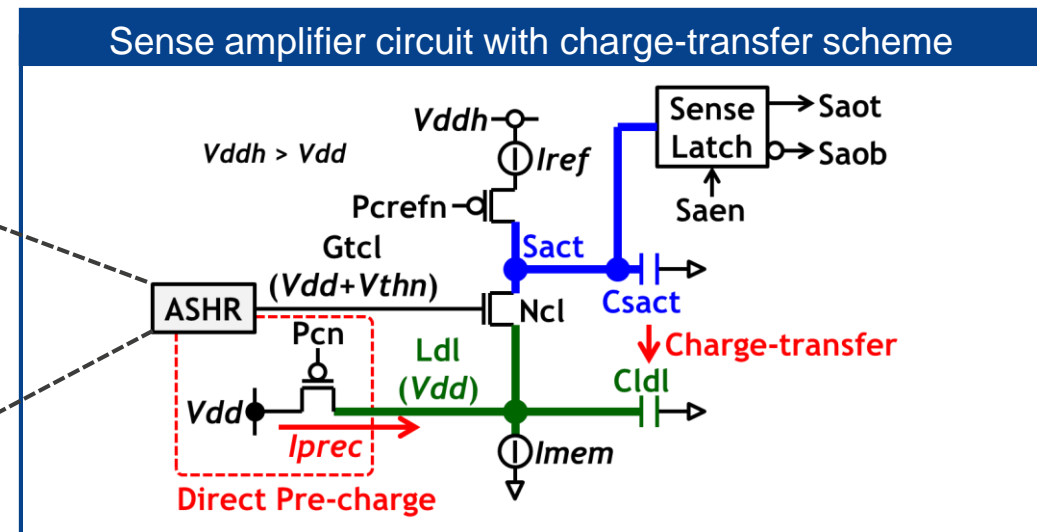 Sense amplifier circuit with charge-transfer scheme
Vddh
Vddh > Vdd
Iref
Pcrefn
Sense
Latch
Saot
Saob
Saen
Gtcl
(Vdd+Vthn)
Sact
ASHR
Ncl
Csact
Pcn
Charge-transfer
Ldl
(Vdd)
Cldl
Vdd
Iprec
Imem
Direct Pre-charge